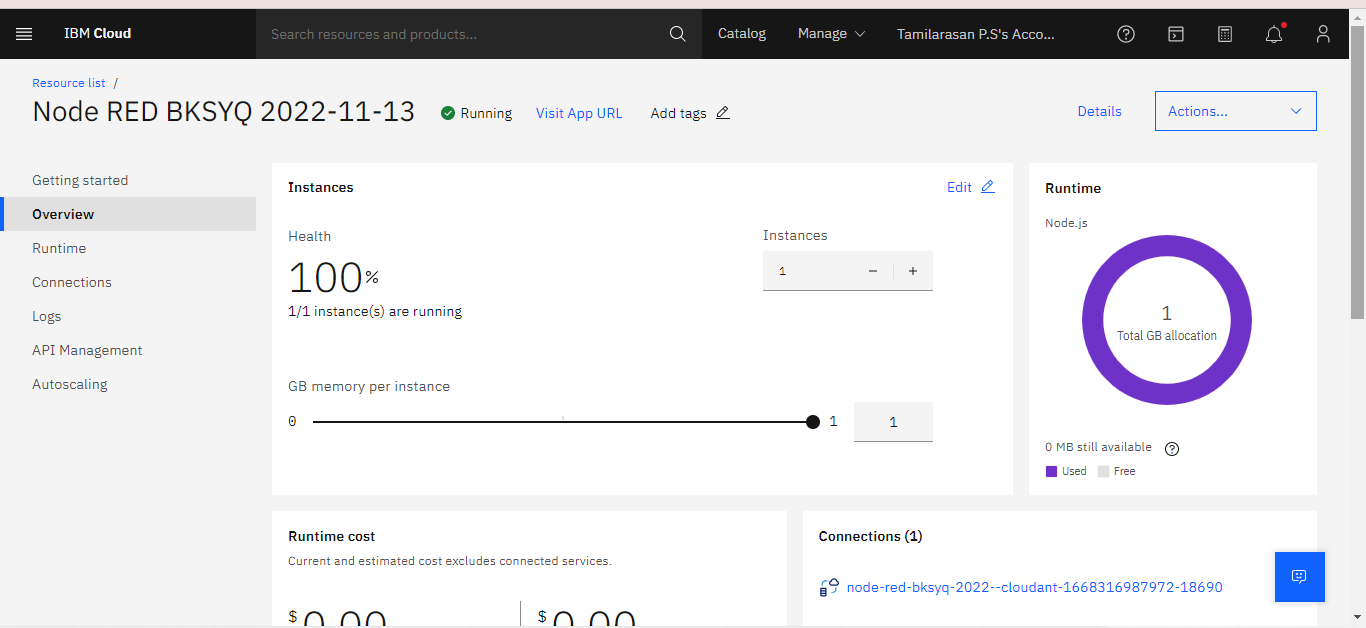 IBM Cloud
Search resources and products...
Catalog
Manage
Tamilarasan P.S's Acco...
Resource list /
Node RED BKSYQ 2022-11-13
Running
Visit App URL
Add tags
Details
Actions...
Getting started
Overview
Runtime
Connections
Logs
API Management
Autoscaling
Instances
Edit
Health
100%
1/1 instance(s) are running
Instances
1 − +
GB memory per instance
0 1 1
Runtime
Node.js
1
Total GB allocation
0 MB still available
Used Free
Runtime cost
Current and estimated cost excludes connected services.
$0.00 $0.00
Connections (1)
node-red-bksyq-2022--cloudant-1668316987972-18690